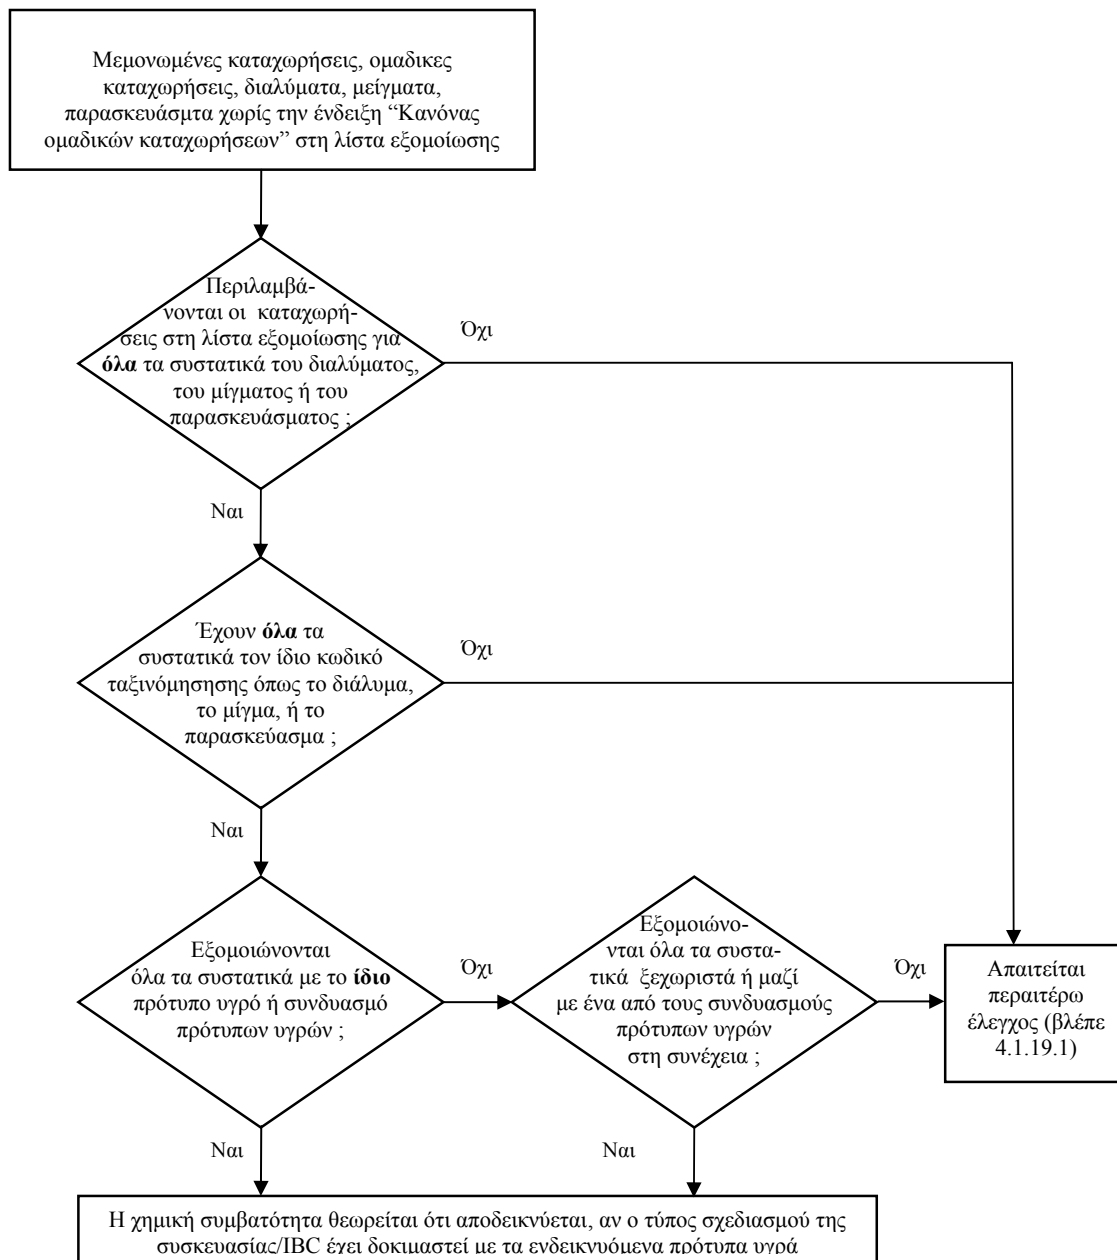 Μεμονωμένες καταχωρήσεις, ομαδικες
καταχωρήσεις, διαλύματα, μείγματα,
παρασκευάσμτα χωρίς την ένδειξη “Κανόνας
ομαδικών καταχωρήσεων” στη λίστα εξομοίωσης
Περιλαμβά-
νονται οι καταχωρή-
σεις στη λίστα εξομοίωσης για
όλα τα συστατικά του διαλύματος,
του μίγματος ή του
παρασκευάσματος ;
Όχι
Ναι
Έχουν όλα τα
συστατικά τον ίδιο κωδικό
ταξινόμησησης όπως το διάλυμα,
το μίγμα, ή το
παρασκεύασμα ;
Όχι
Ναι
Εξομοιώνονται
όλα τα συστατικά με το ίδιο
πρότυπο υγρό ή συνδυασμό
πρότυπων υγρών ;
Όχι
Εξομοιώνο-
νται όλα τα συστα-
τικά ξεχωριστά ή μαζί
με ένα από τους συνδυασμούς
πρότυπων υγρών
στη συνέχεια ;
Όχι
Απαιτείται
περαιτέρω
έλεγχος (βλέπε
4.1.19.1)
Ναι
Ναι
Η χημική συμβατότητα θεωρείται ότι αποδεικνύεται, αν ο τύπος σχεδιασμού της
συσκευασίας/IBC έχει δοκιμαστεί με τα ενδεικνυόμενα πρότυπα υγρά